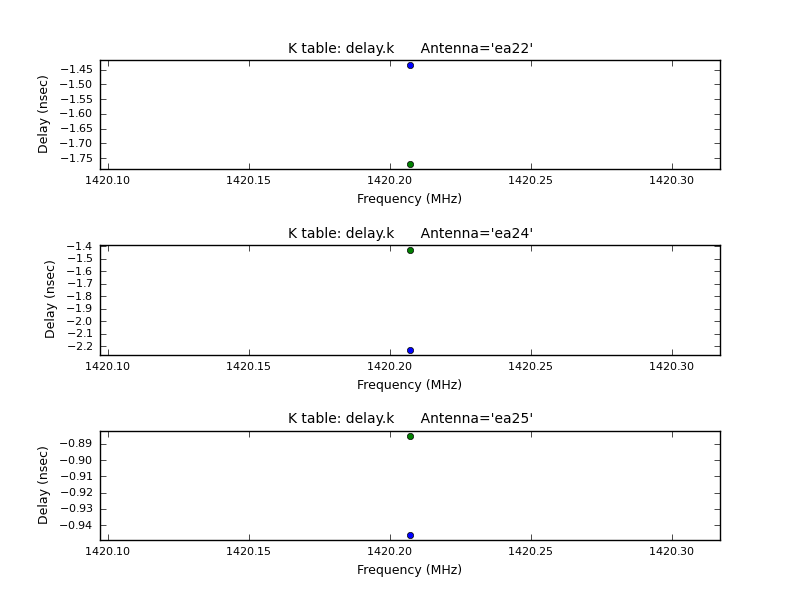 K table: delay.k Antenna='ea22'
−1.45
−1.50
−1.55
−1.60
−1.65
−1.70
−1.75
Delay (nsec)
1420.10 1420.15 1420.20 1420.25 1420.30
Frequency (MHz)
K table: delay.k Antenna='ea24'
−1.4
−1.5
−1.6
−1.7
−1.8
−1.9
−2.0
−2.1
−2.2
Delay (nsec)
1420.10 1420.15 1420.20 1420.25 1420.30
Frequency (MHz)
K table: delay.k Antenna='ea25'
−0.89
−0.90
−0.91
−0.92
−0.93
−0.94
Delay (nsec)
1420.10 1420.15 1420.20 1420.25 1420.30
Frequency (MHz)